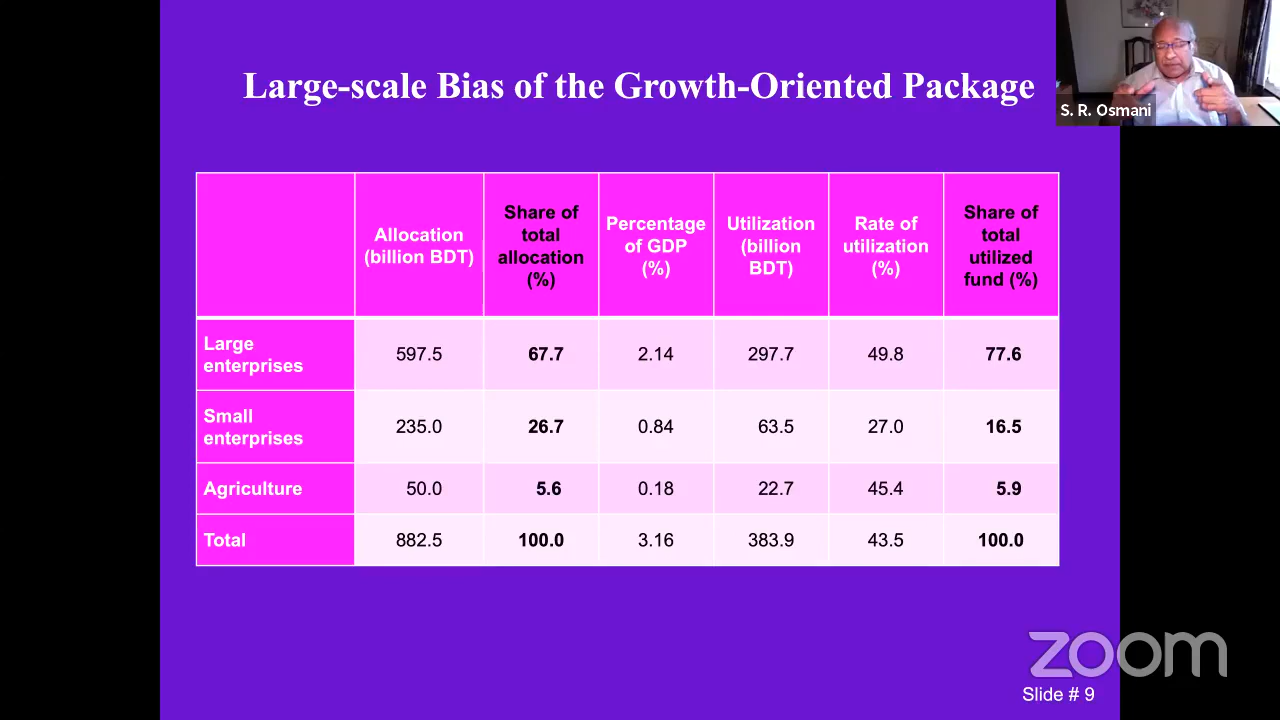 Large-scale Bias of the Growth-Oriented Package
S. R. Osmani
Allocation
(billion BDT)
Share of
total
allocation
(%)
Percentage
of GDP
(%)
Utilization
(billion
BDT)
Rate of
utilization
(%)
Share of
total
utilized
fund (%)
Large
enterprises
597.5 67.7 2.14 297.7 49.8 77.6
Small
enterprises
235.0 26.7 0.84 63.5 27.0 16.5
Agriculture 50.0 5.6 0.18 22.7 45.4 5.9
Total 882.5 100.0 3.16 383.9 43.5 100.0
zoom
Slide # 9